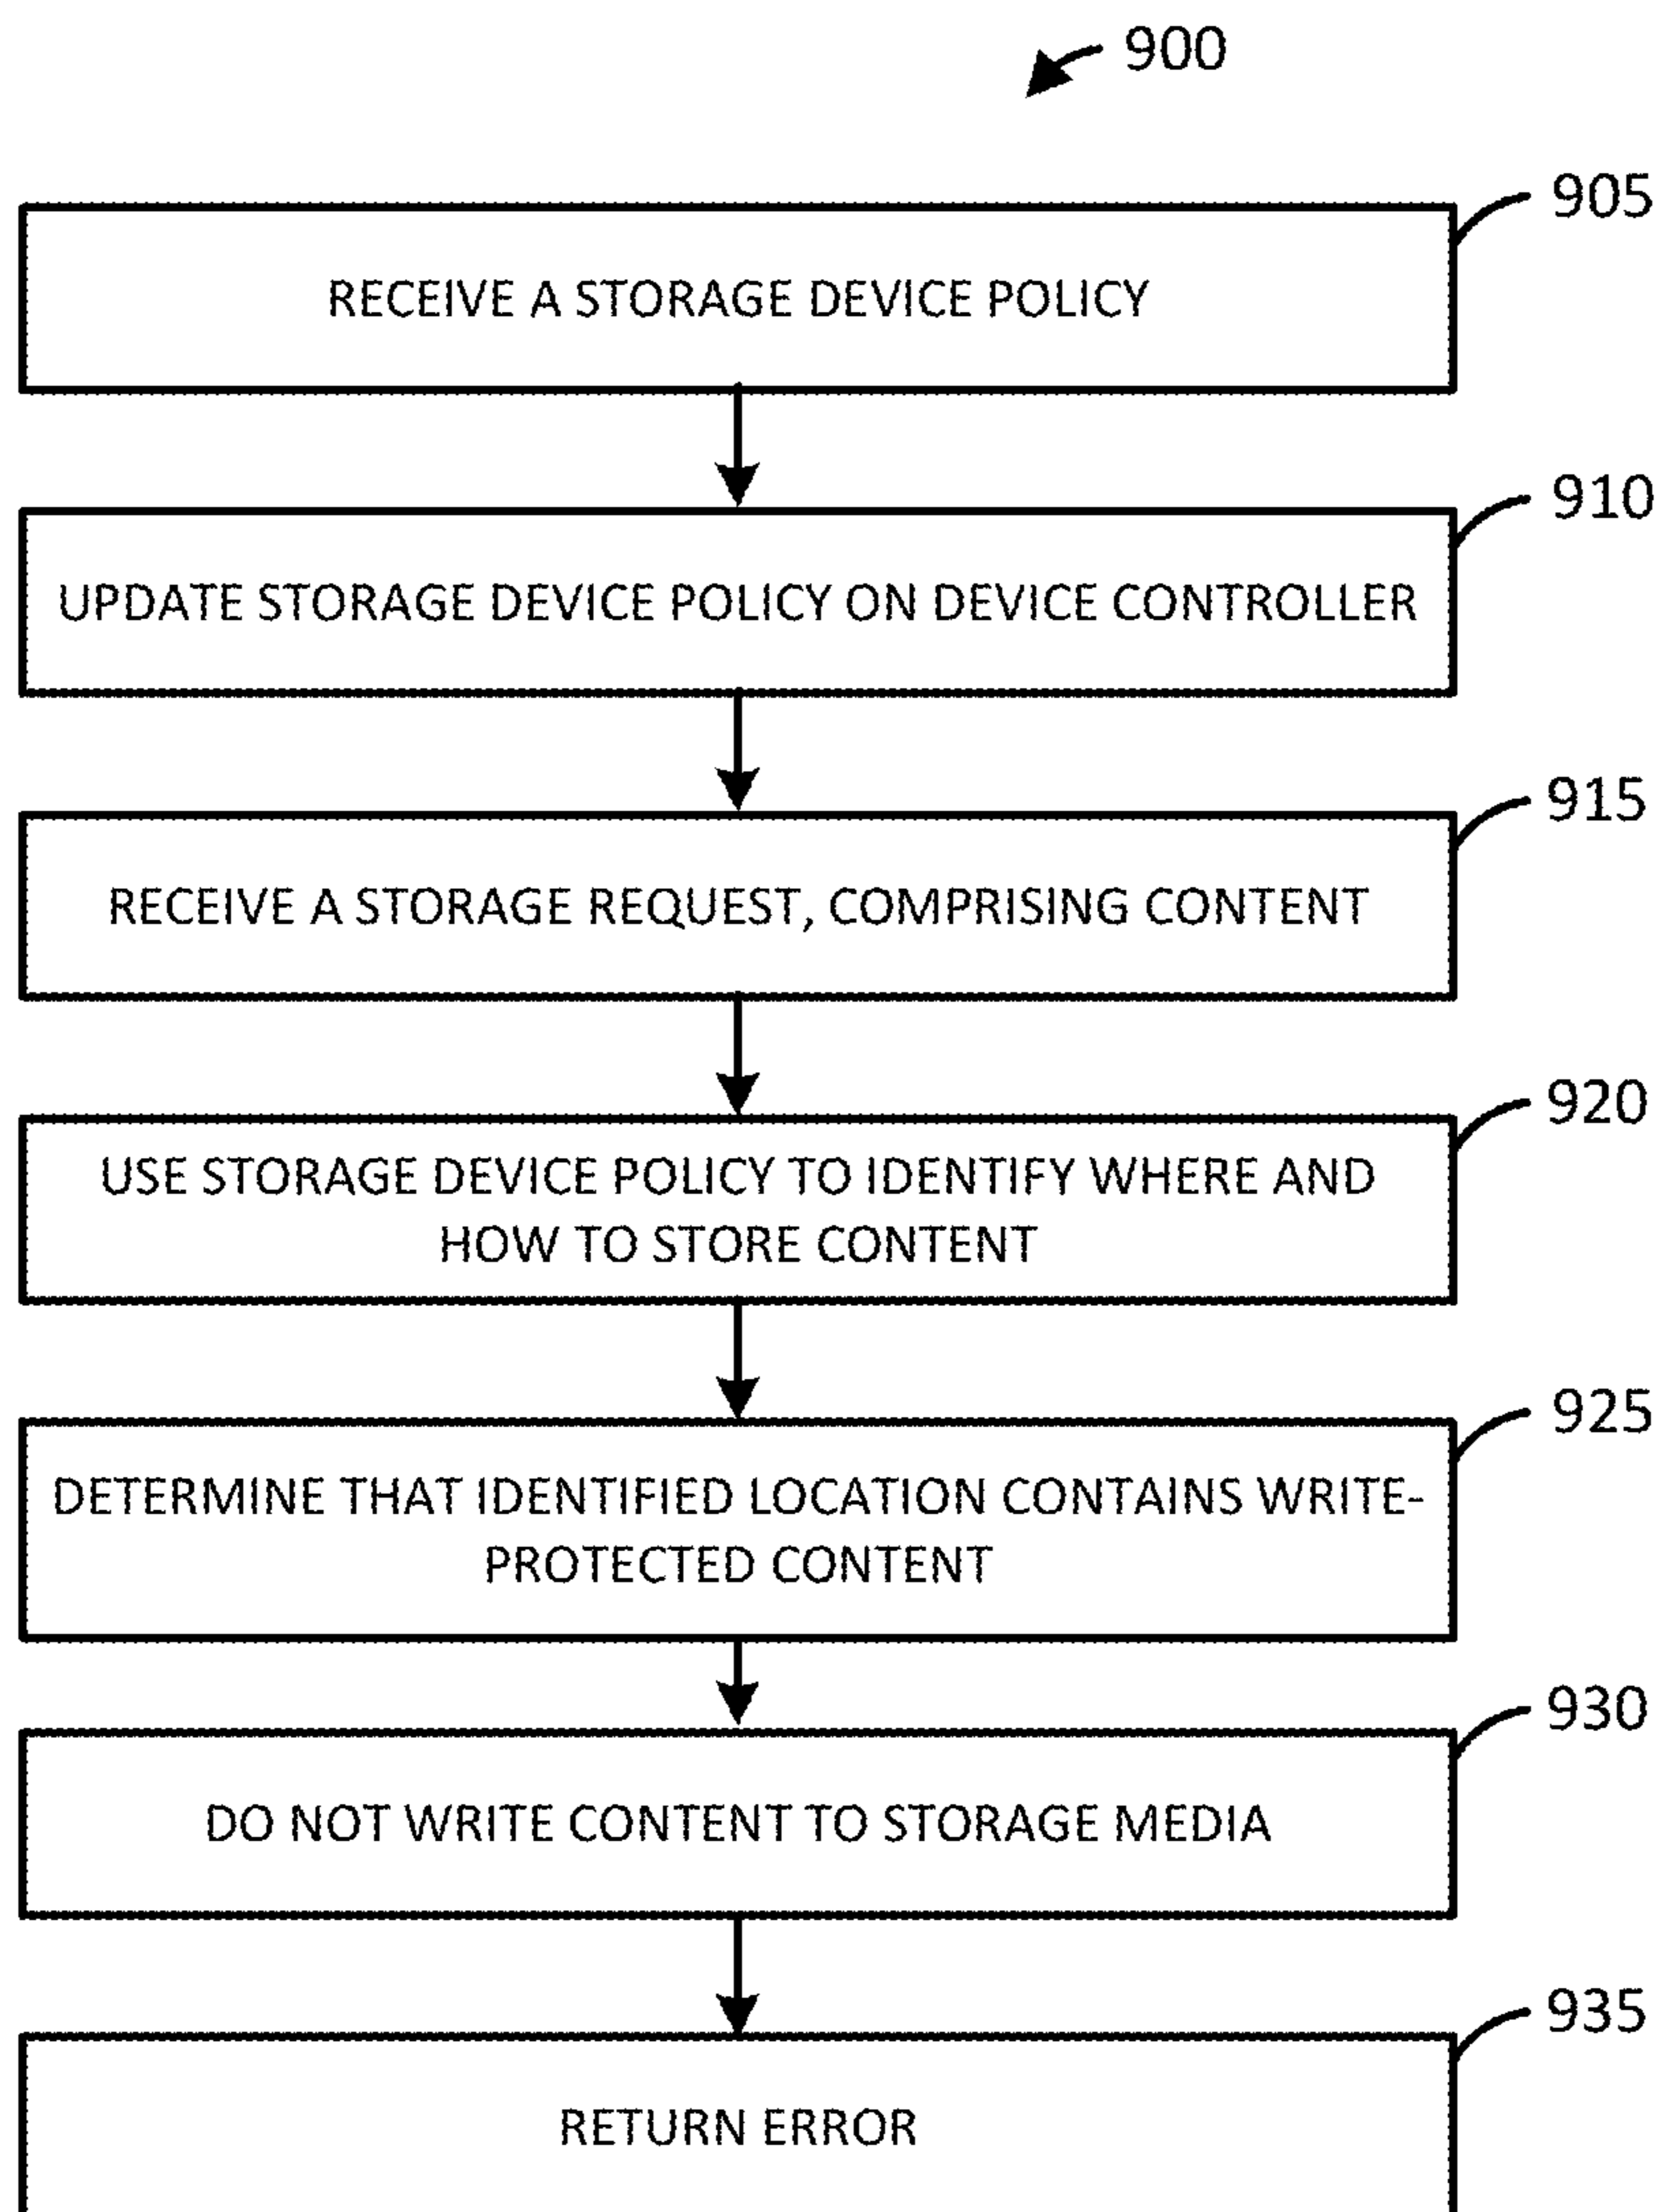 900
905
RECEIVE A STORAGE DEVICE POLICY
910
UPDATE STORAGE DEVICE POLICY ON DEVICE CONTROLLER
915
RECEIVE A STORAGE REQUEST, COMPRISING CONTENT
920
USE STORAGE DEVICE POLICY TO IDENTIFY WHERE AND
HOW TO STORE CONTENT
925
DETERMINE THAT IDENTIFIED LOCATION CONTAINS WRITE-
PROTECTED CONTENT
930
DO NOT WRITE CONTENT TO STORAGE MEDIA
935
RETURN ERROR